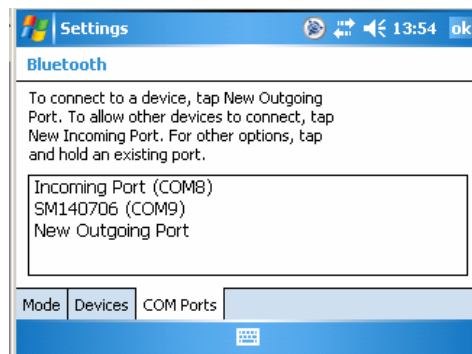 Settings 13:54 ok
Bluetooth
To connect to a device, tap New Outgoing
Port. To allow other devices to connect, tap
New Incoming Port. For other options, tap
and hold an existing port.
Incoming Port (COM8)
SM140706 (COM9)
New Outgoing Port
Mode Devices COM Ports